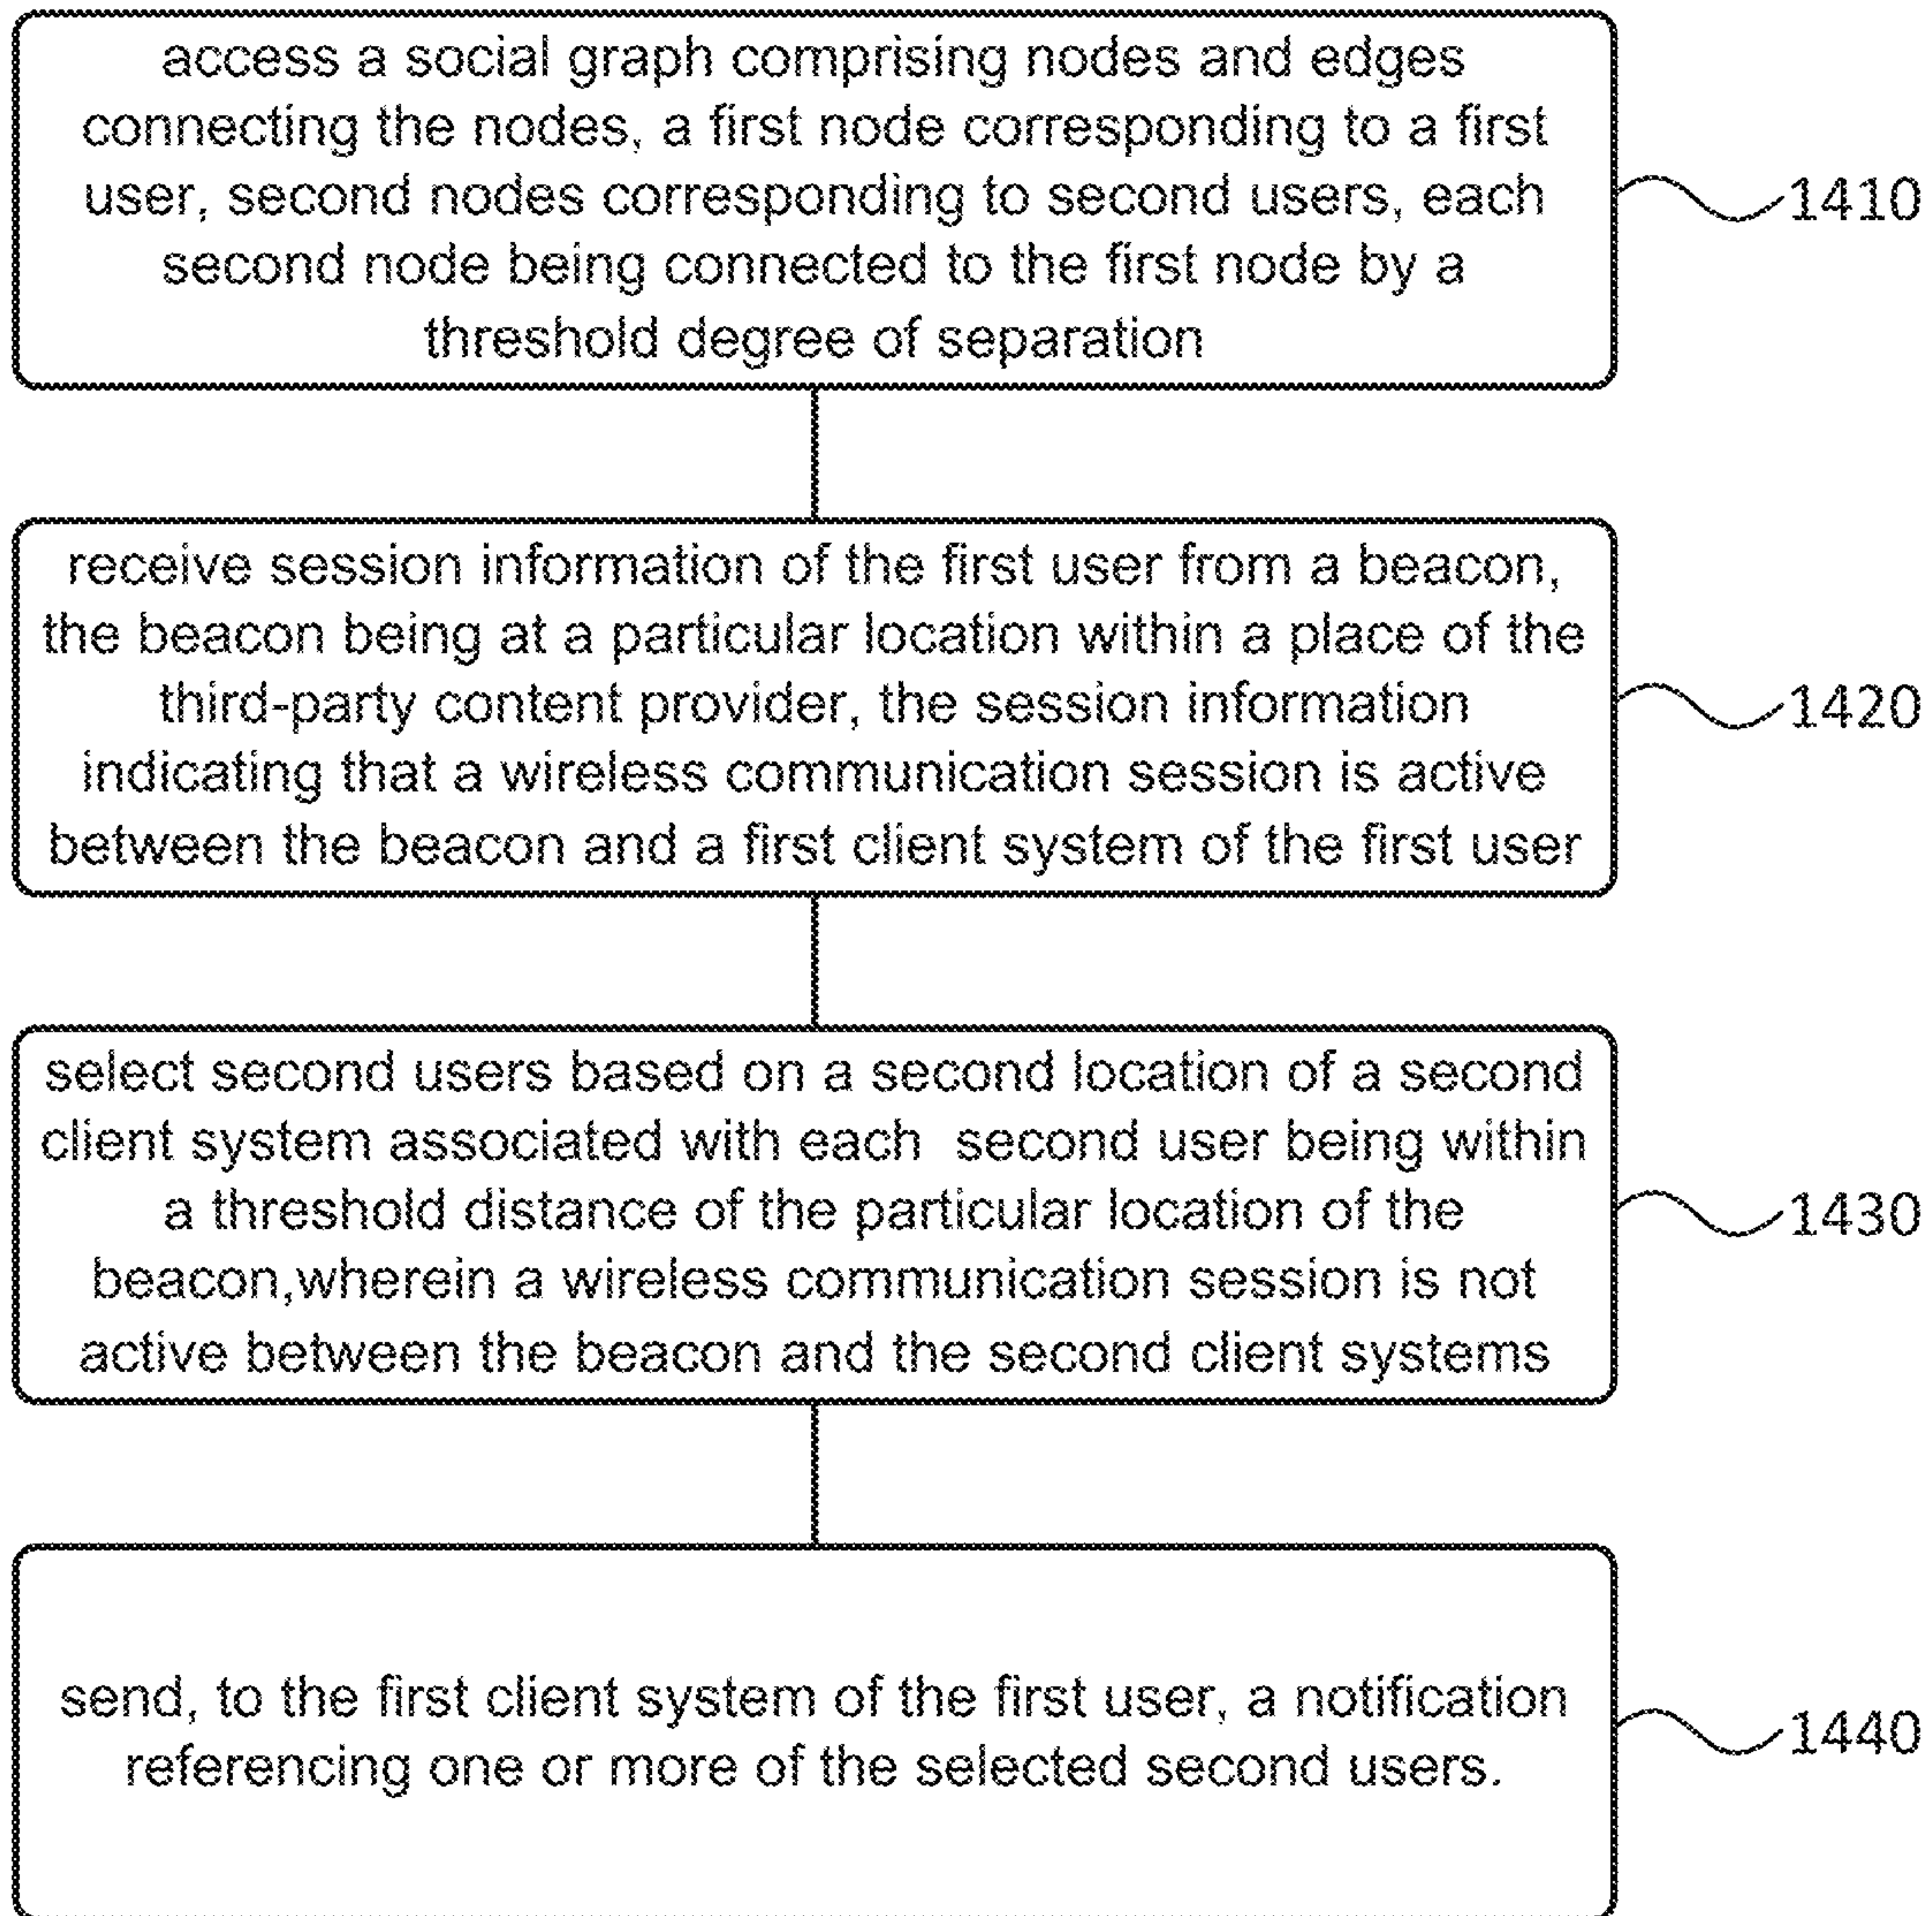 access a social graph comprising nodes and edges
connecting the nodes, a first node corresponding to a first
user, second nodes corresponding to second users, each
second node being connected to the first node by a
threshold degree of separation
1410
receive session information of the first user from a beacon,
the beacon being at a particular location within a place of the
third-party content provider, the session information
indicating that a wireless communication session is active
between the beacon and a first client system of the first user
1420
select second users based on a second location of a second
client system associated with each  second user being within
a threshold distance of the particular location of the
beacon,wherein a wireless communication session is not
active between the beacon and the second client systems
1430
send, to the first client system of the first user, a notification
referencing one or more of the selected second users.
1440